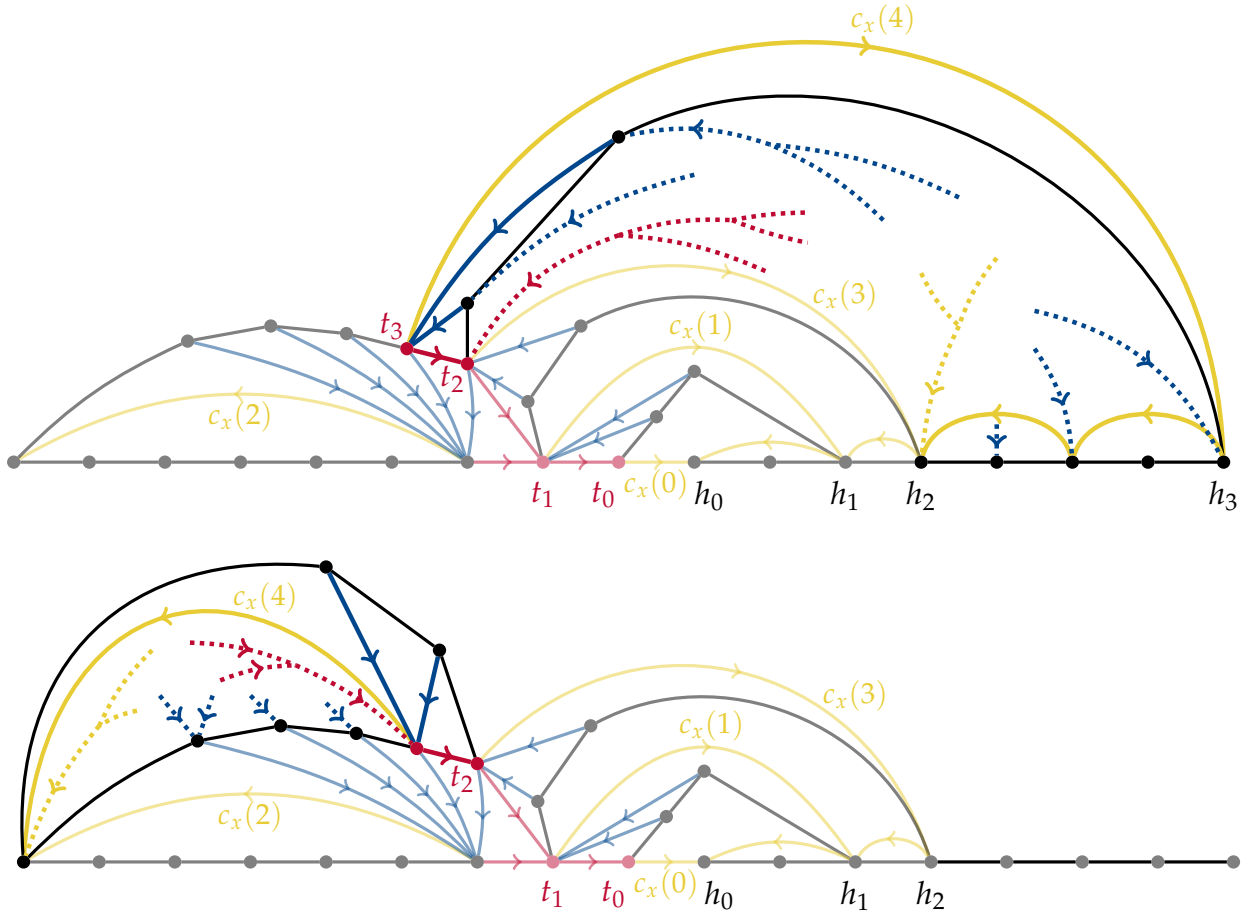 c_x(4)
t_3
c_x(3)
c_x(1)
t_2
c_x(2)
t_1
t_0
c_x(0)
h_0
h_1
h_2
h_3
c_x(4)
c_x(3)
c_x(1)
t_2
c_x(2)
t_1
t_0
c_x(0)
h_0
h_1
h_2